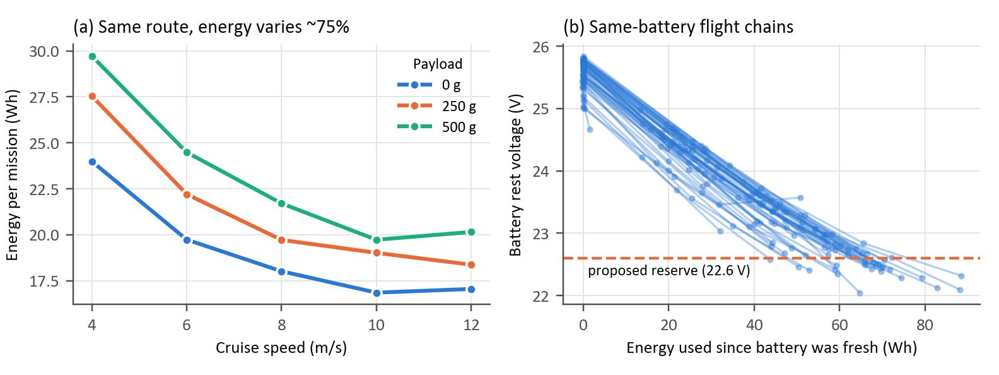 (a) Same route, energy varies ~75%
Energy per mission (Wh)
30.0
27.5
25.0
22.5
20.0
17.5
4
6
8
10
12
Cruise speed (m/s)
Payload
0 g
250 g
500 g
(b) Same-battery flight chains
Battery rest voltage (V)
26
25
24
23
22
proposed reserve (22.6 V)
0
20
40
60
80
Energy used since battery was fresh (Wh)